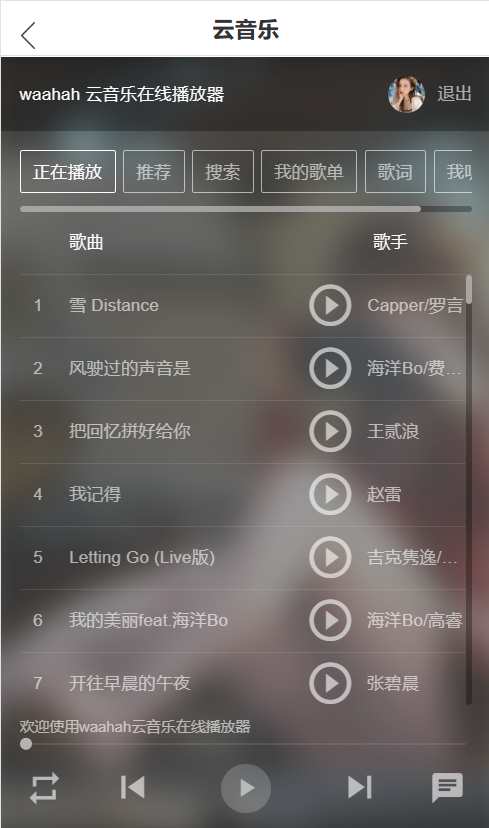 云音乐
waahah 云音乐在线播放器 退出
正在播放 推荐 搜索 我的歌单 歌词
歌曲 歌手
1 雪 Distance Capper/罗言
2 风驶过的声音是 海洋Bo/费...
3 把回忆拼好给你 王贰浪
4 我记得 赵雷
5 Letting Go (Live版) 吉克隽逸/...
6 我的美丽feat.海洋Bo 海洋Bo/高睿
7 开往早晨的午夜 张碧晨
欢迎使用waahah云音乐在线播放器